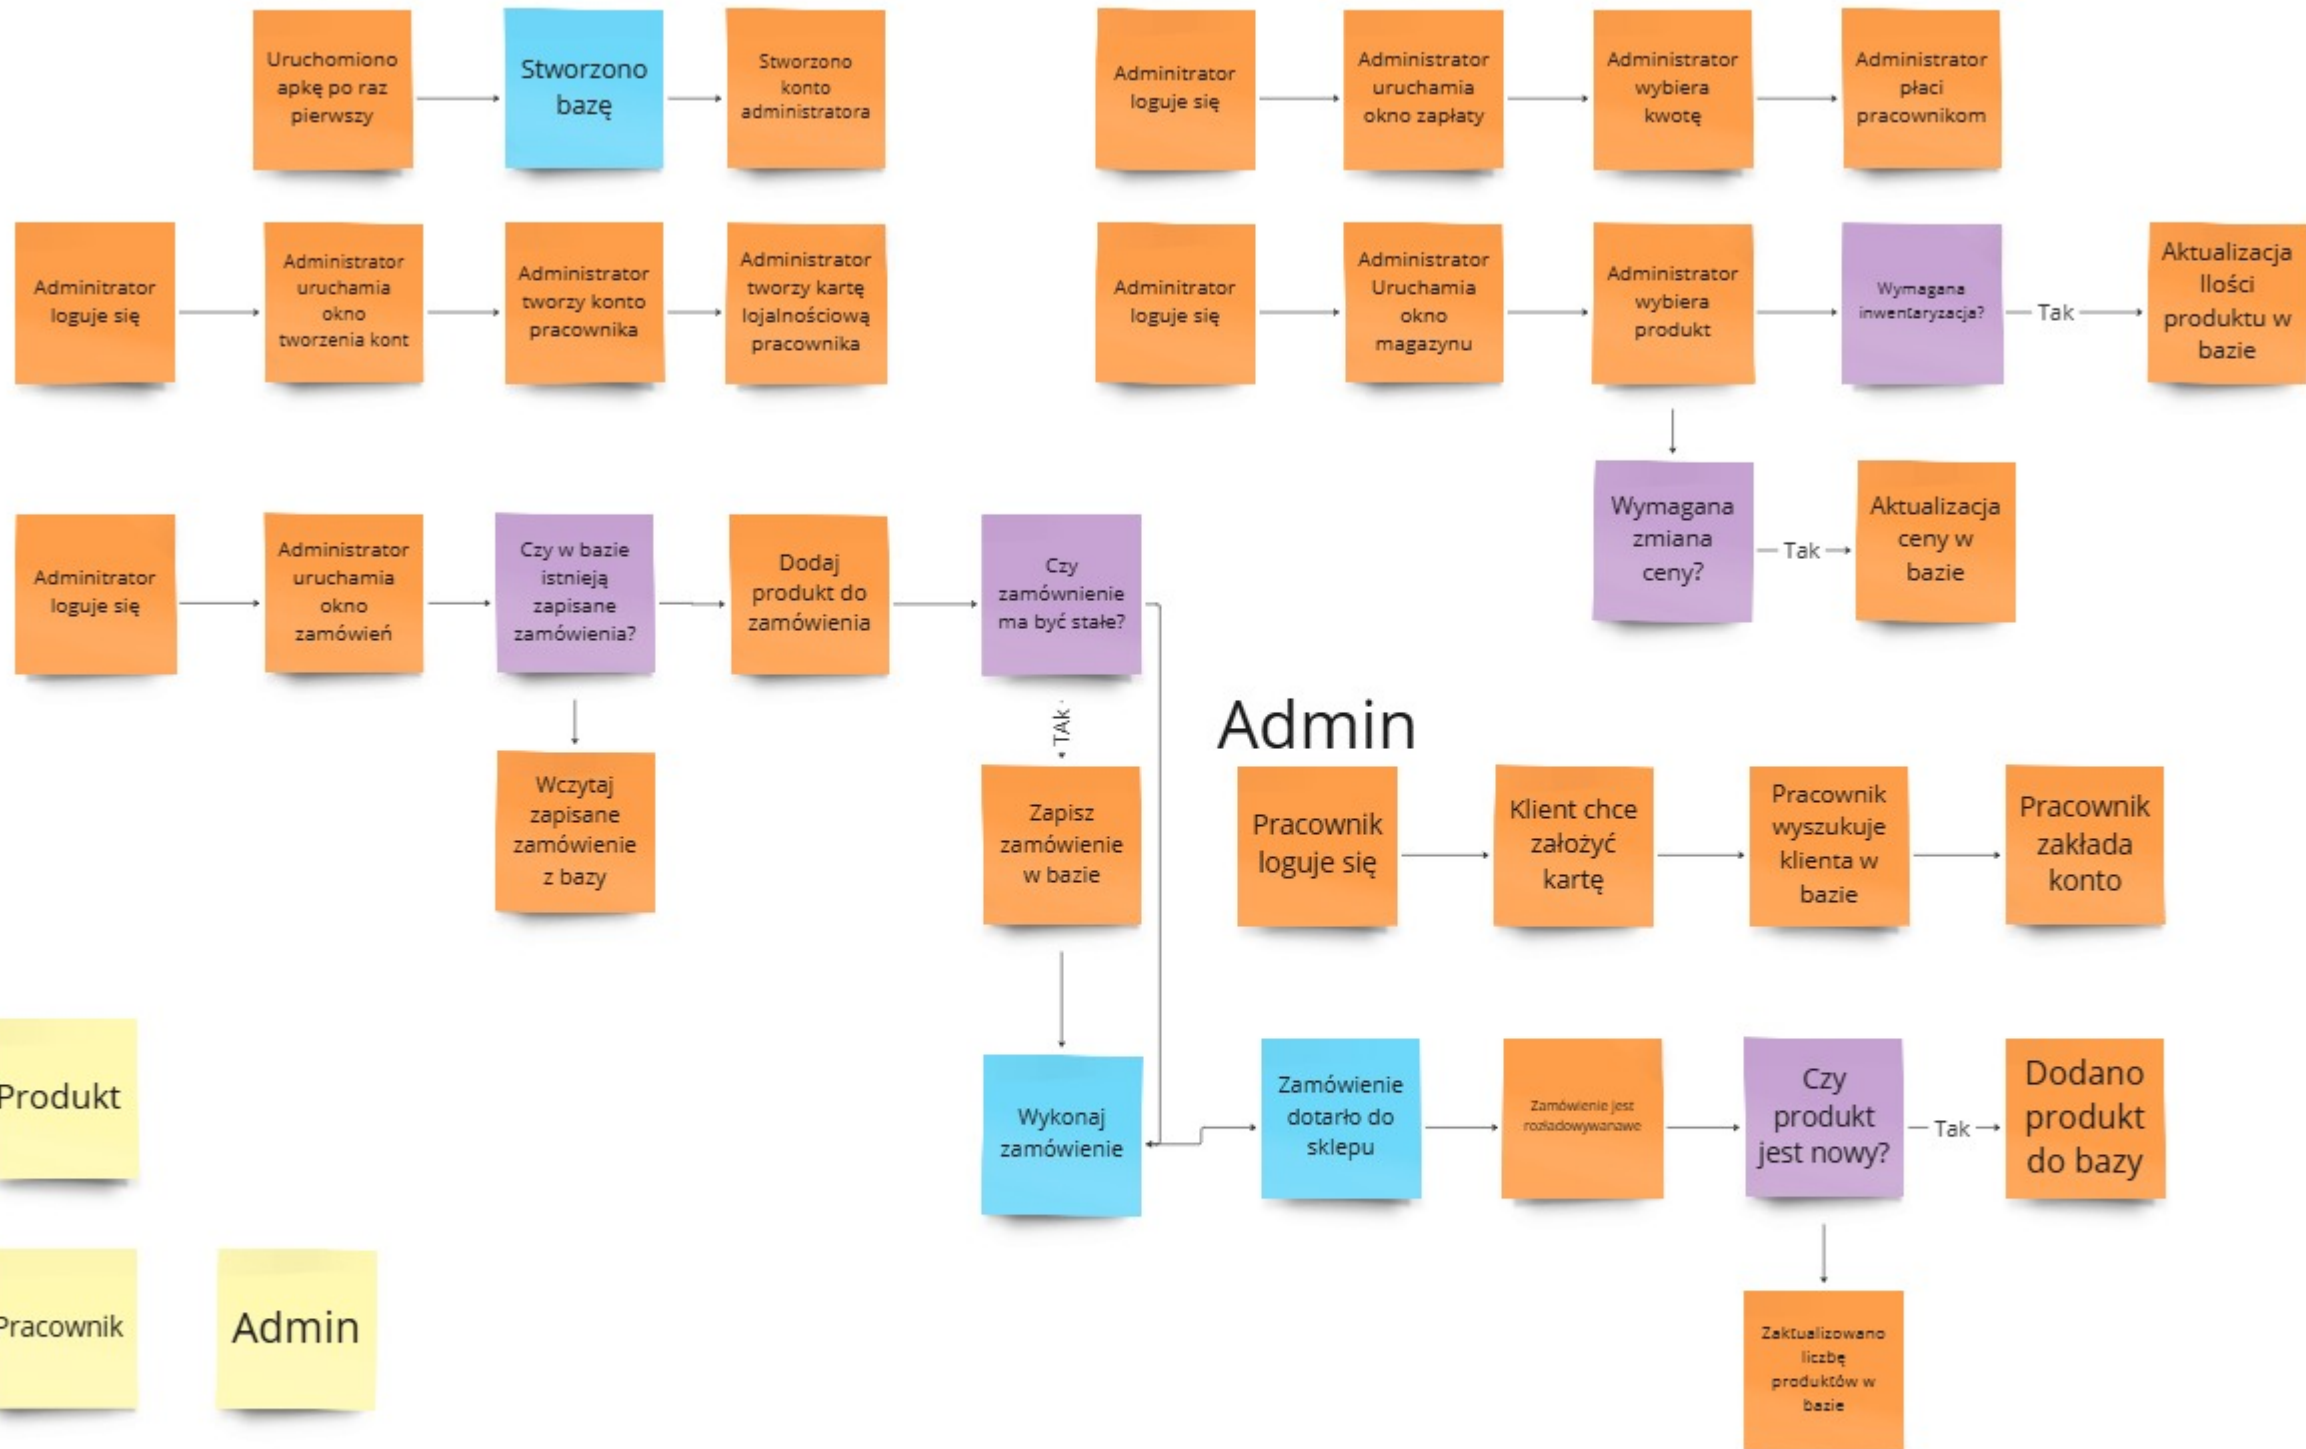 Uruchomiono
apkę po raz
pierwszy
Stworzono
bazę
Stworzono
konto
administratora
Adminitrator
loguje się
Administrator
uruchamia
okno zapłaty
Administrator
wybiera
kwotę
Administrator
płaci
pracownikom
Adminitrator
loguje się
Administrator
uruchamia
okno
tworzenia kont
Administrator
tworzy konto
pracownika
Administrator
tworzy kartę
lojalnościową
pracownika
Adminitrator
loguje się
Administrator
Uruchamia
okno
magazynu
Administrator
wybiera
produkt
Wymagana
inwentaryzacja?
Tak
Aktualizacja
Ilości
produktu w
bazie
Wymagana
zmiana
ceny?
Tak
Aktualizacja
ceny w
bazie
Adminitrator
loguje się
Administrator
uruchamia
okno
zamówień
Czy w bazie
istnieją
zapisane
zamówienia?
Dodaj
produkt do
zamówienia
Czy
zamównienie
ma być stałe?
TAk
Wczytaj
zapisane
zamówienie
z bazy
Zapisz
zamówienie
w bazie
Wykonaj
zamówienie
Admin
Pracownik
loguje się
Klient chce
założyć
kartę
Pracownik
wyszukuje
klienta w
bazie
Pracownik
zakłada
konto
Zamówienie
dotarło do
sklepu
Zamówienie jest
rozładowywanawe
Czy
produkt
jest nowy?
Tak
Dodano
produkt
do bazy
Zaktualizowano
liczbę
produktów w
bazie
Produkt
Pracownik
Admin